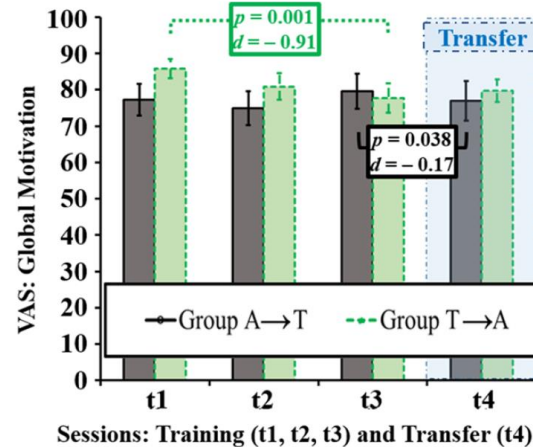 100
90
80
70
60
50
40
30
20
10
0
VAS: Global Motivation
p = 0.001
d = – 0.91
Transfer
p = 0.038
d = – 0.17
Group A→T
Group T→A
t1 t2 t3 t4
Sessions: Training (t1, t2, t3) and Transfer (t4)